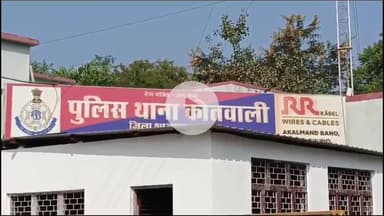 पुलिस थाना कोतवाली
जिला
RR
KABEL
WIRES & CABLES
AKALMAND BANO,